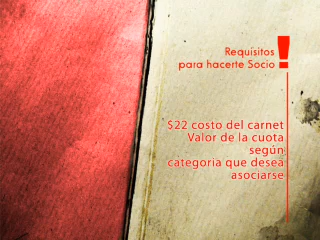 Requisitos
para hacerte Socio
!
$22 costo del carnet
Valor de la cuota
según
categoria que desea
asociarse